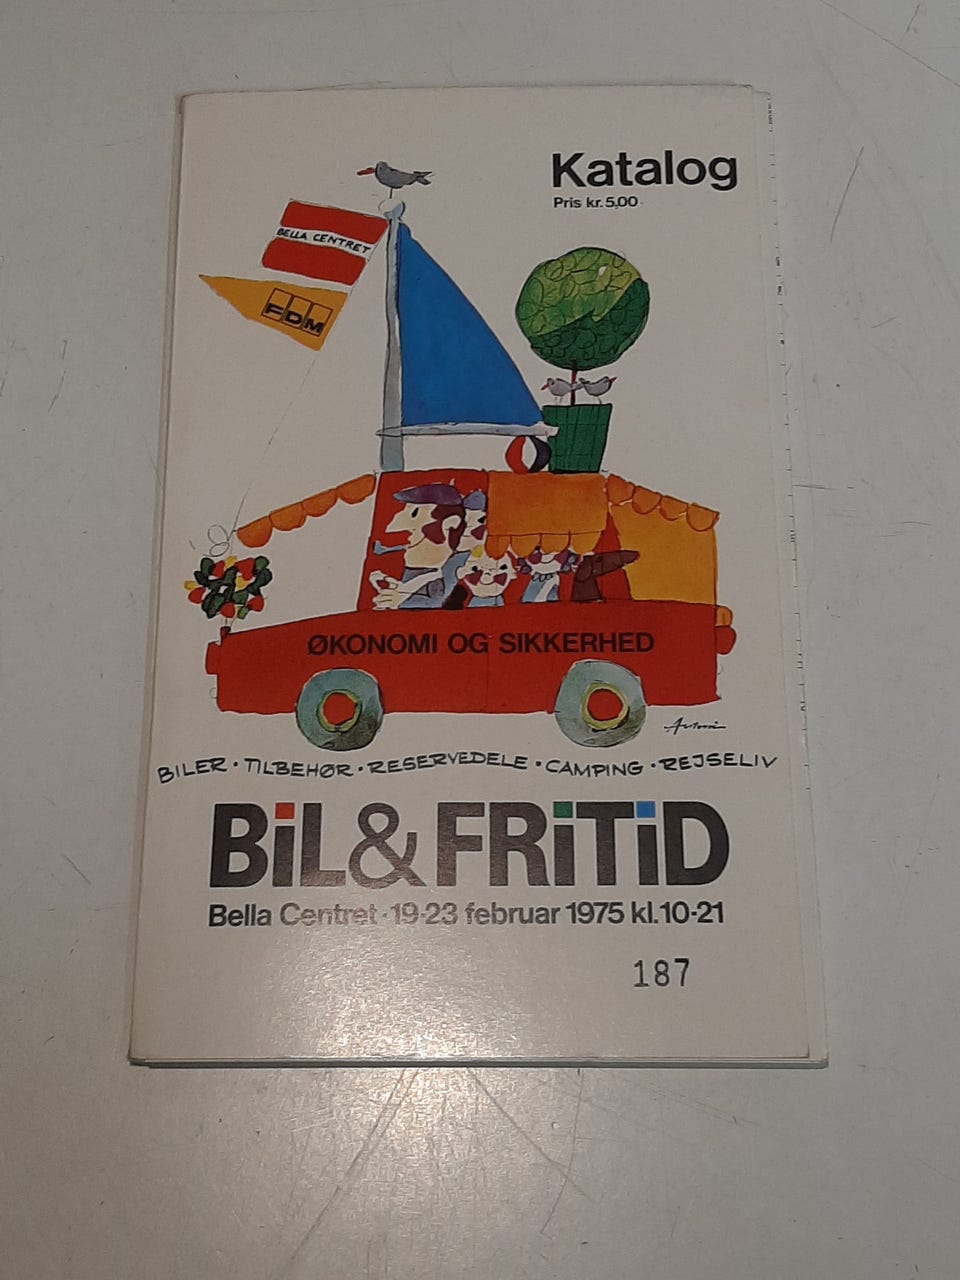 Katalog
Pris kr. 5,00
BELLA CENTRET
FDM
ØKONOMI OG SIKKERHED
Antoni
BILER · TILBEHØR · RESERVEDELE · CAMPING · REJSELIV
BiL & FRiTiD
Bella Centret · 19-23 februar 1975 kl. 10-21
187